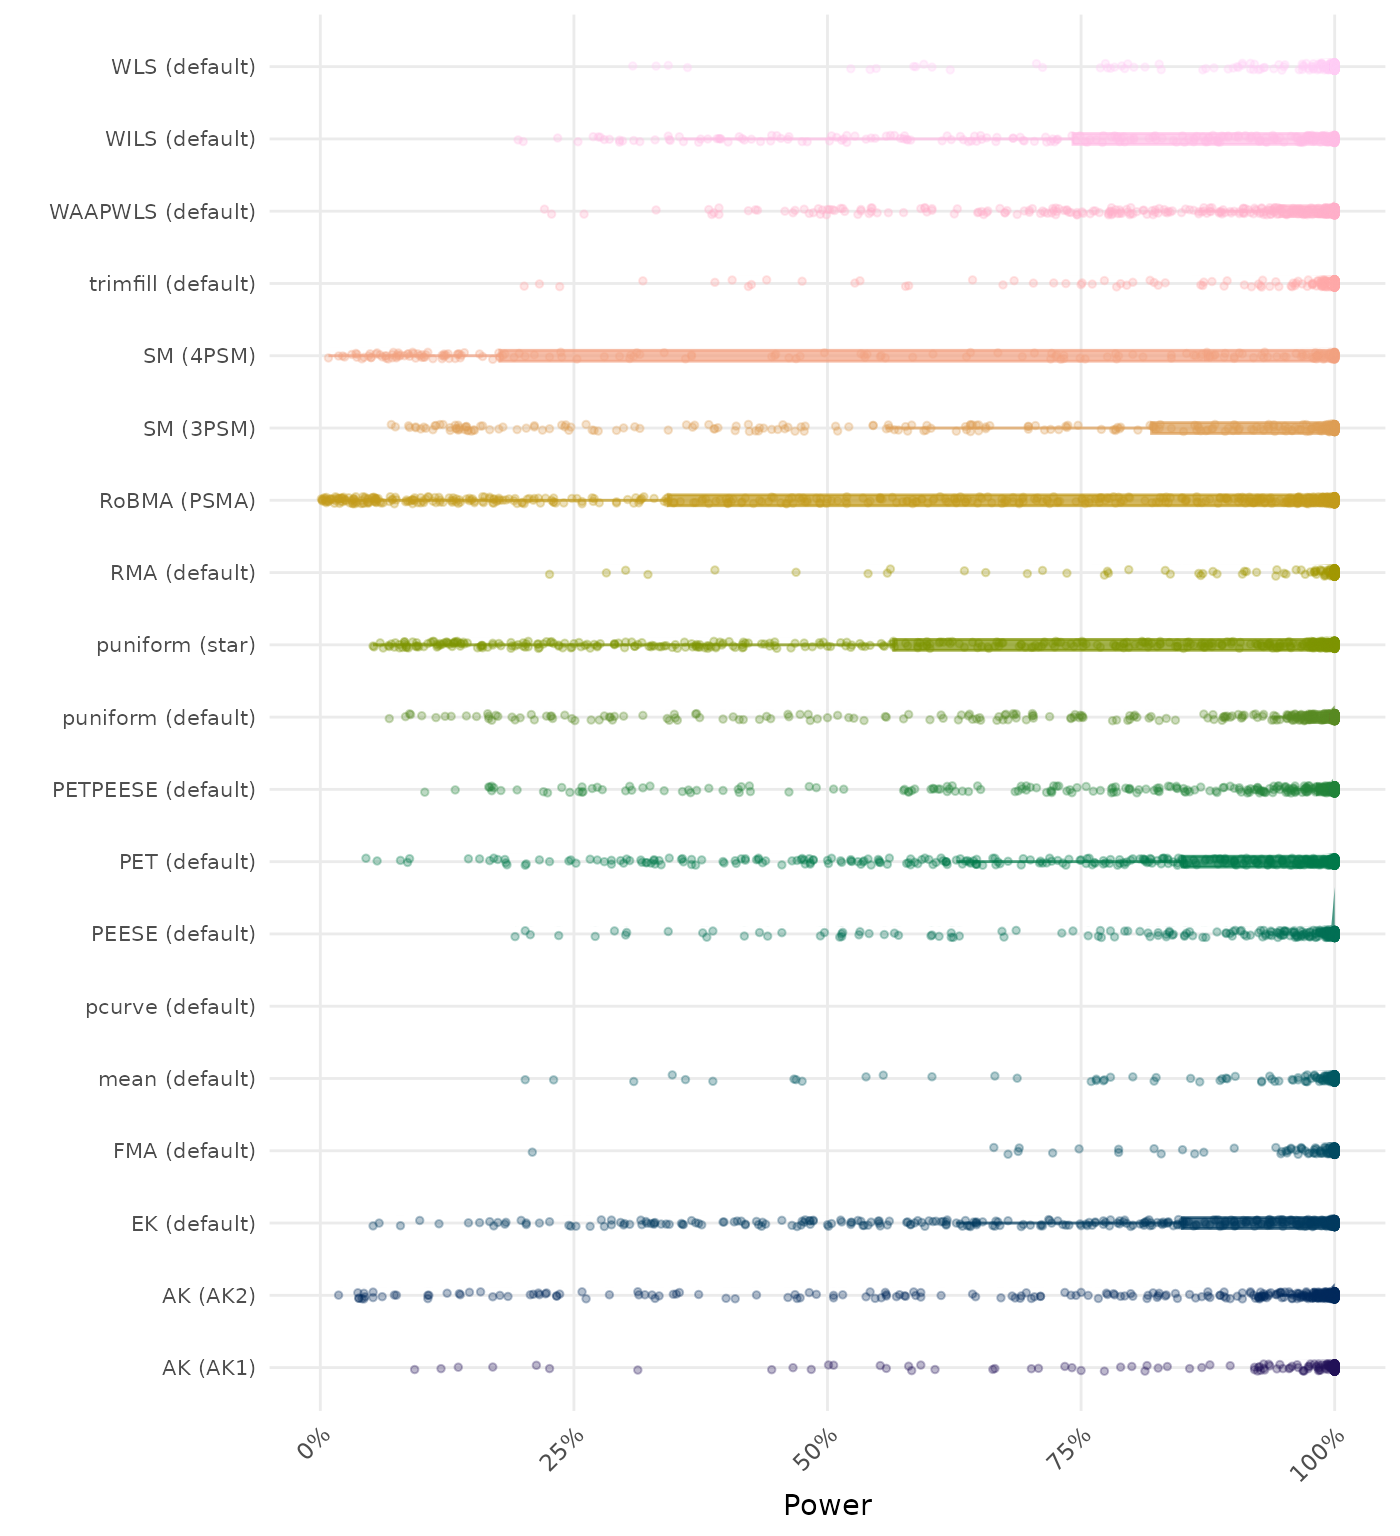 WLS (default)
WILS (default)
WAAPWLS (default)
trimfill (default)
SM (4PSM)
SM (3PSM)
RoBMA (PSMA)
RMA (default)
puniform (star)
puniform (default)
PETPEESE (default)
PET (default)
PEESE (default)
pcurve (default)
mean (default)
FMA (default)
EK (default)
AK (AK2)
AK (AK1)
0% 25% 50% 75% 100%
Power